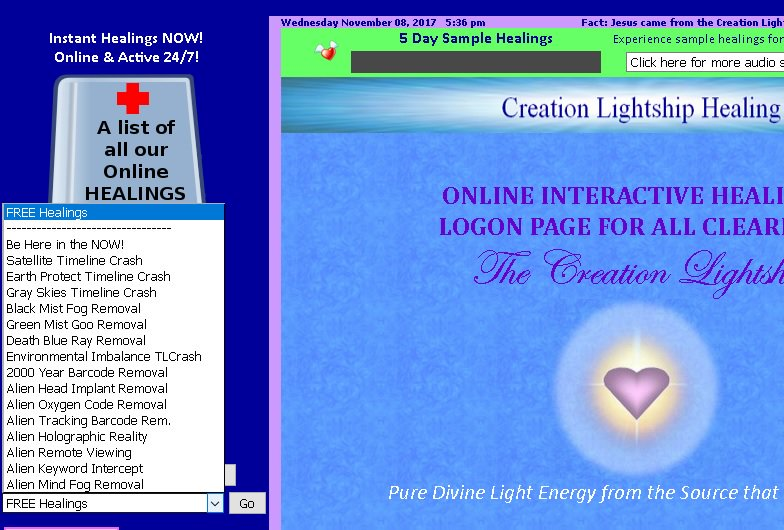 Wednesday November 08, 2017 5:36 pm
Fact: Jesus came from the Creation
Instant Healings NOW!
Online & Active 24/7!
5 Day Sample Healings
Experience sample healings for
Click here for more audio
A list of
all our
Online
HEALINGS
Creation Lightship Healing
ONLINE INTERACTIVE
LOGON PAGE FOR ALL
The Creation
FREE Healings
---------------------------------
Be Here in the NOW!
Satellite Timeline Crash
Earth Protect Timeline Crash
Gray Skies Timeline Crash
Black Mist Fog Removal
Green Mist Goo Removal
Death Blue Ray Removal
Environmental Imbalance TLCrash
2000 Year Barcode Removal
Alien Head Implant Removal
Alien Oxygen Code Removal
Alien Tracking Barcode Rem.
Alien Holographic Reality
Alien Remote Viewing
Alien Keyword Intercept
Alien Mind Fog Removal
FREE Healings
Go
Pure Divine Light Energy from the Source that